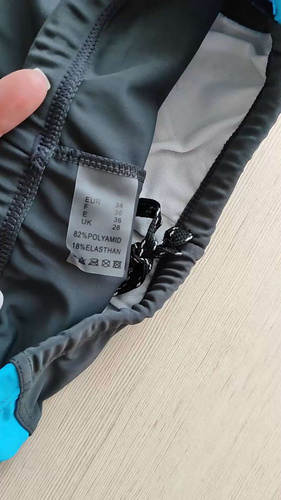 EUR 34
F 36
E 36
UK 28
82%POLYAMID
18%ELASTHAN